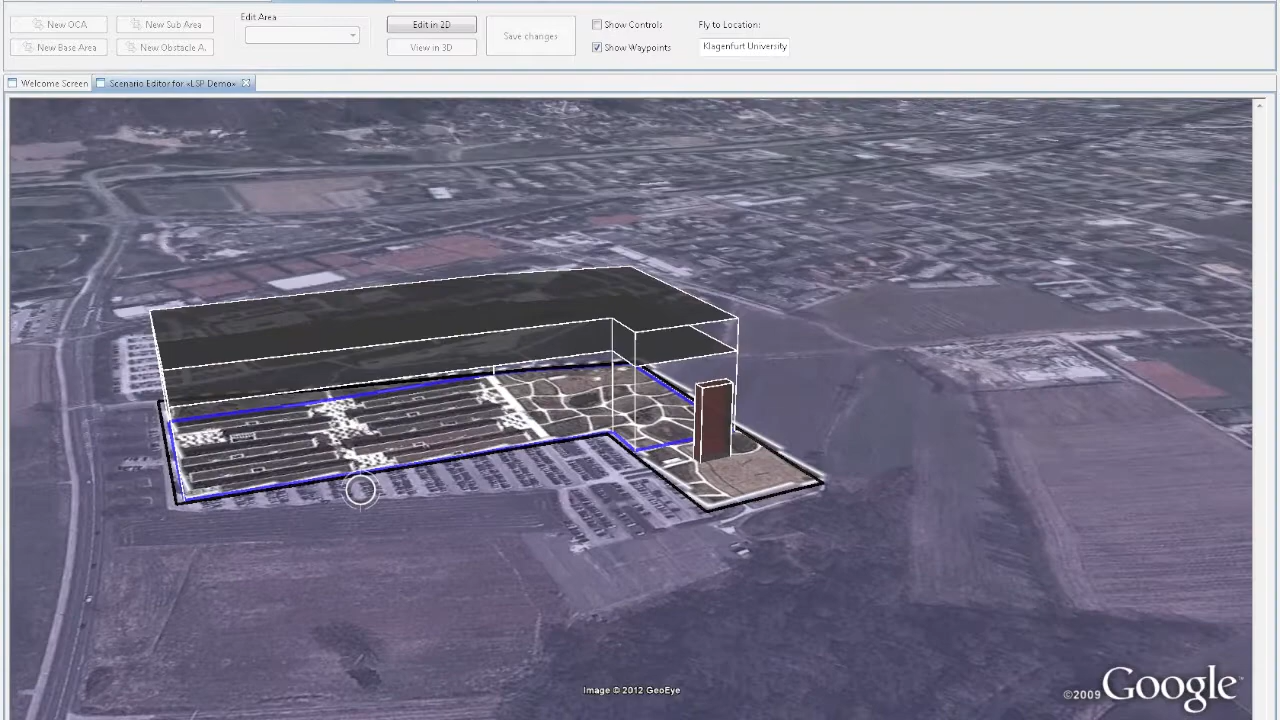 New OCA
New Sub Area
New Base Area
New Obstacle A.
Edit Area
Edit in 2D
View in 3D
Save changes
Show Controls
Show Waypoints
Fly to Location:
Klagenfurt University
Welcome Screen
Scenario Editor for «LSP Demo»
Image © 2012 GeoEye
©2009 Google